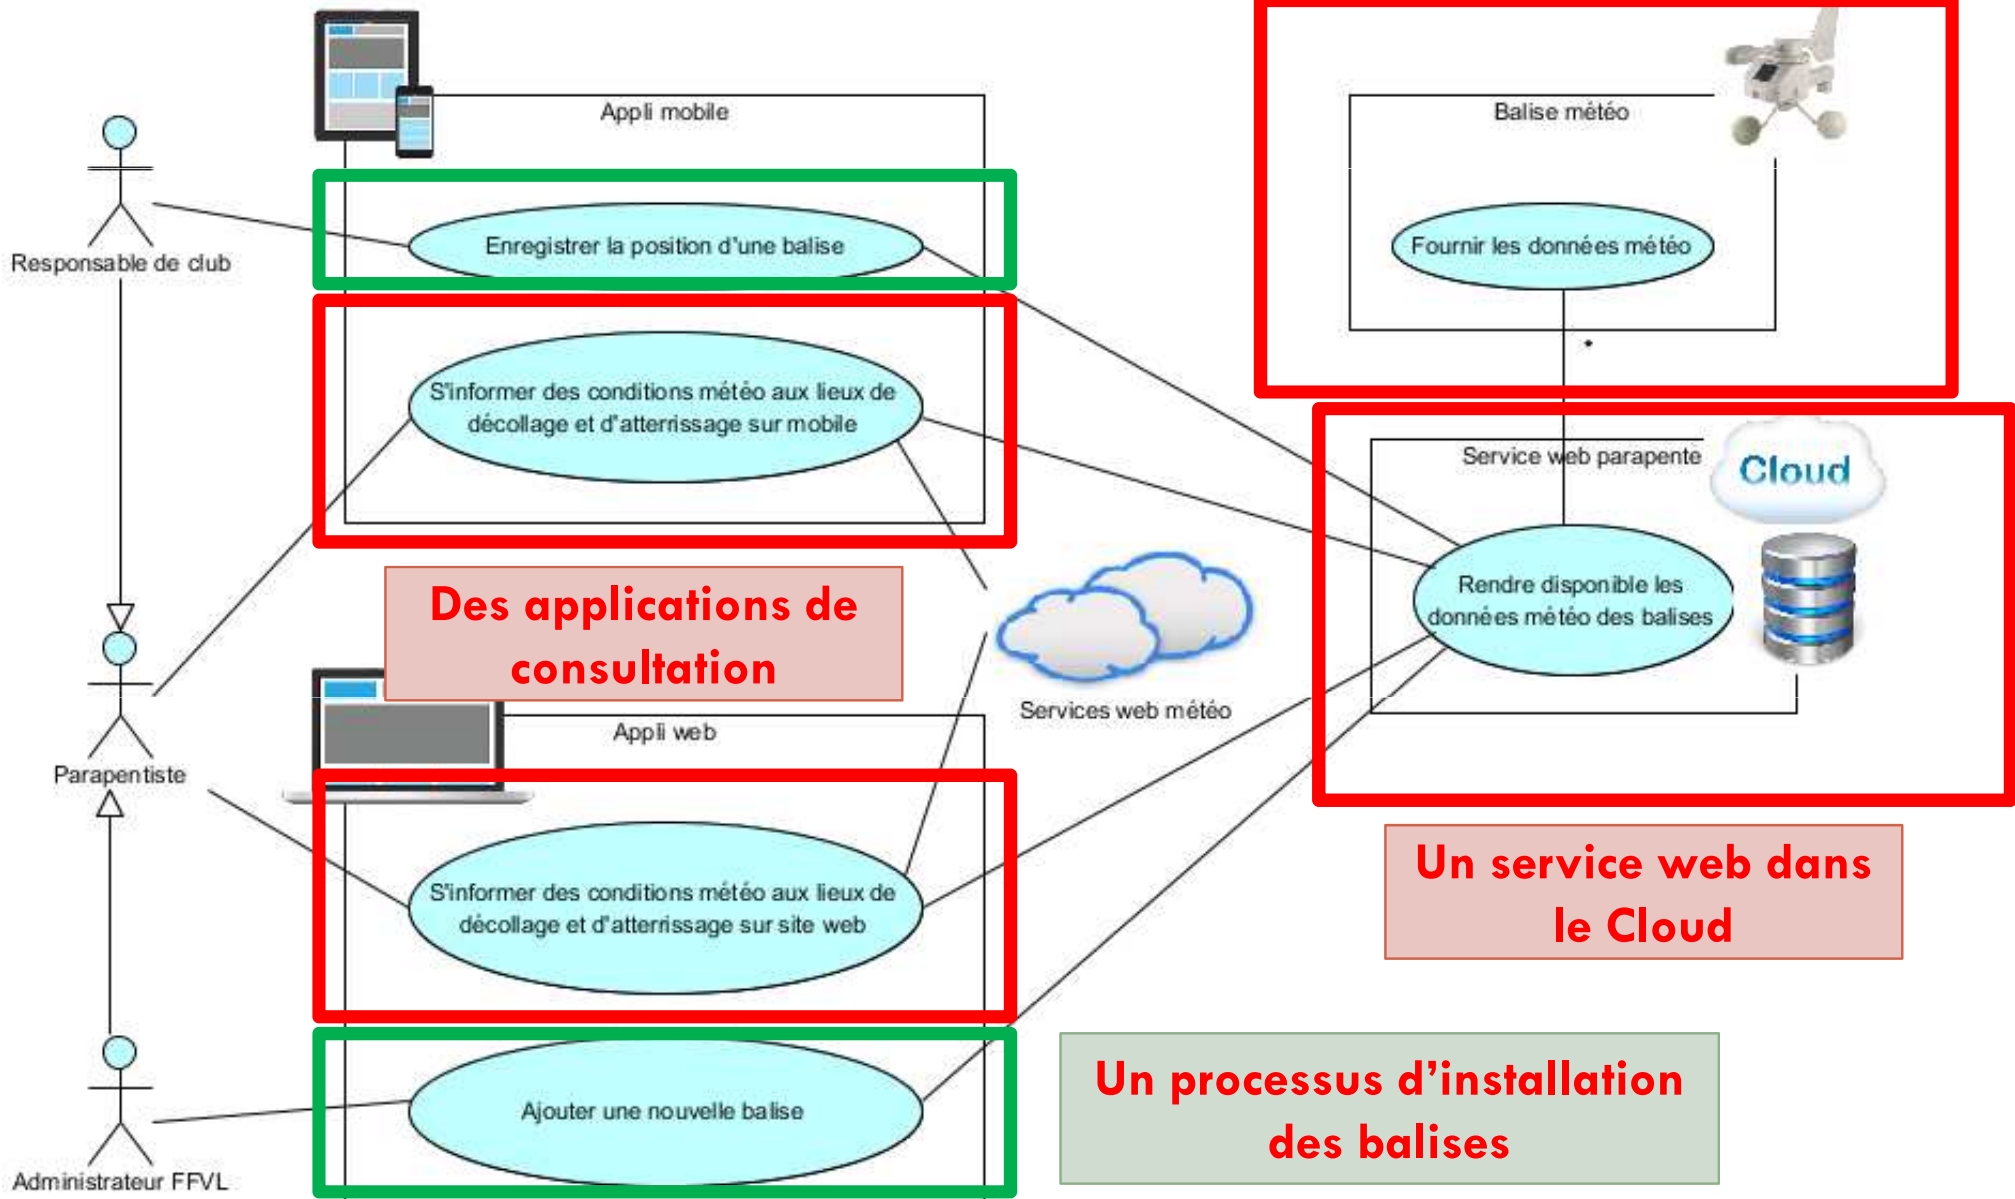 Appli mobile
Balise météo
Enregistrer la position d'une balise
Fournir les données météo
Responsable de club
*
S'informer des conditions météo aux lieux de
décollage et d'atterrissage sur mobile
Service web parapente
Cloud
Rendre disponible les
données météo des balises
Des applications de
consultation
Services web météo
Appli web
Parapentiste
S'informer des conditions météo aux lieux de
décollage et d'atterrissage sur site web
Un service web dans
le Cloud
Ajouter une nouvelle balise
Un processus d’installation
des balises
Administrateur FFVL